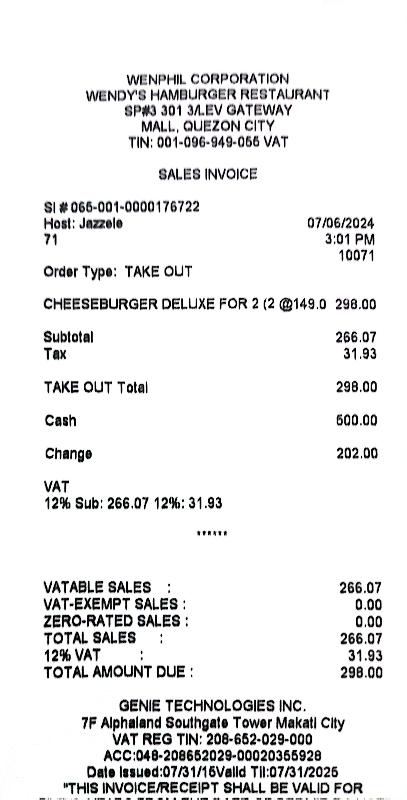 WENPHIL CORPORATION
WENDY'S HAMBURGER RESTAURANT
SP#3 301 3/LEV GATEWAY
MALL, QUEZON CITY
TIN: 001-096-949-056 VAT
SALES INVOICE
SI # 066-001-0000176722
Host: Jazzele 07/06/2024
71 3:01 PM
10071
Order Type: TAKE OUT
CHEESEBURGER DELUXE FOR 2 (2 @149.0 298.00
Subtotal 266.07
Tax 31.93
TAKE OUT Total 298.00
Cash 500.00
Change 202.00
VAT
12% Sub: 266.07 12%: 31.93
******
VATABLE SALES : 266.07
VAT-EXEMPT SALES : 0.00
ZERO-RATED SALES : 0.00
TOTAL SALES : 266.07
12% VAT : 31.93
TOTAL AMOUNT DUE : 298.00
GENIE TECHNOLOGIES INC.
7F Alphaland Southgate Tower Makati City
VAT REG TIN: 208-652-029-000
ACC:048-208652029-00020355928
Date Issued:07/31/15Valid Til:07/31/2025
"THIS INVOICE/RECEIPT SHALL BE VALID FOR